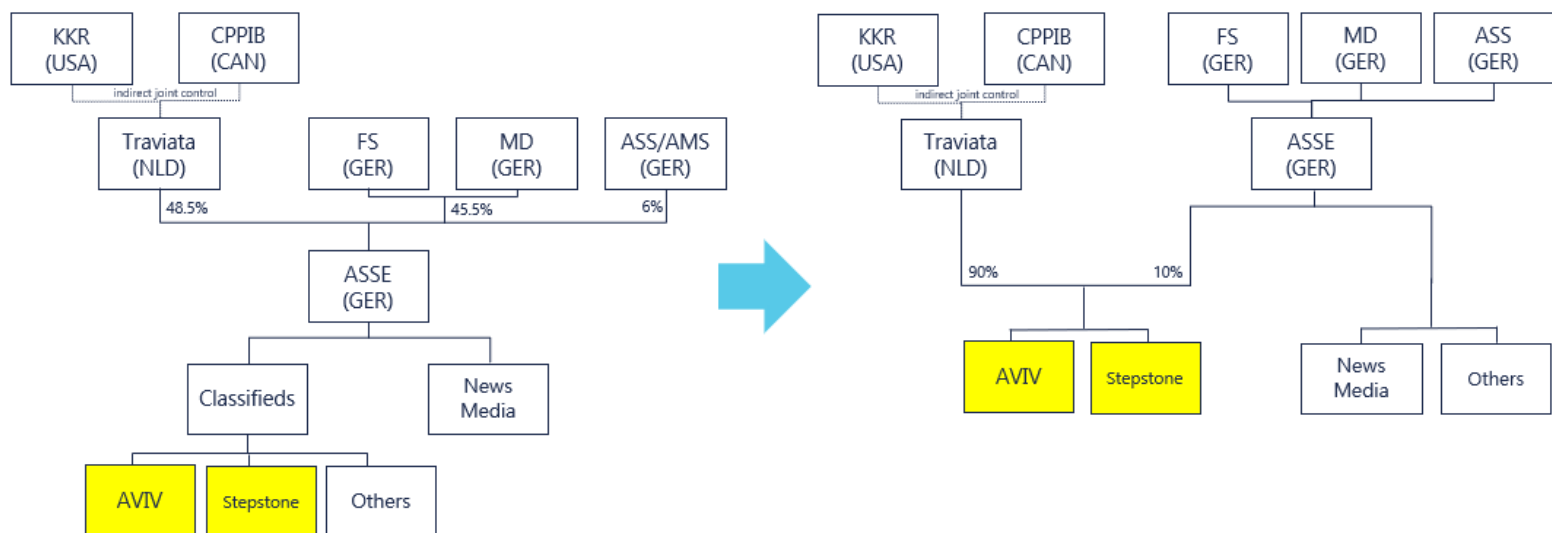 KKR
(USA)
CPPIB
(CAN)
indirect joint control
Traviata
(NLD)
FS
(GER)
MD
(GER)
ASS/AMS
(GER)
48.5%
45.5%
6%
ASSE
(GER)
Classifieds
News
Media
AVIV
Stepstone
Others
KKR
(USA)
CPPIB
(CAN)
FS
(GER)
MD
(GER)
ASS
(GER)
indirect joint control
Traviata
(NLD)
ASSE
(GER)
90%
10%
AVIV
Stepstone
News
Media
Others